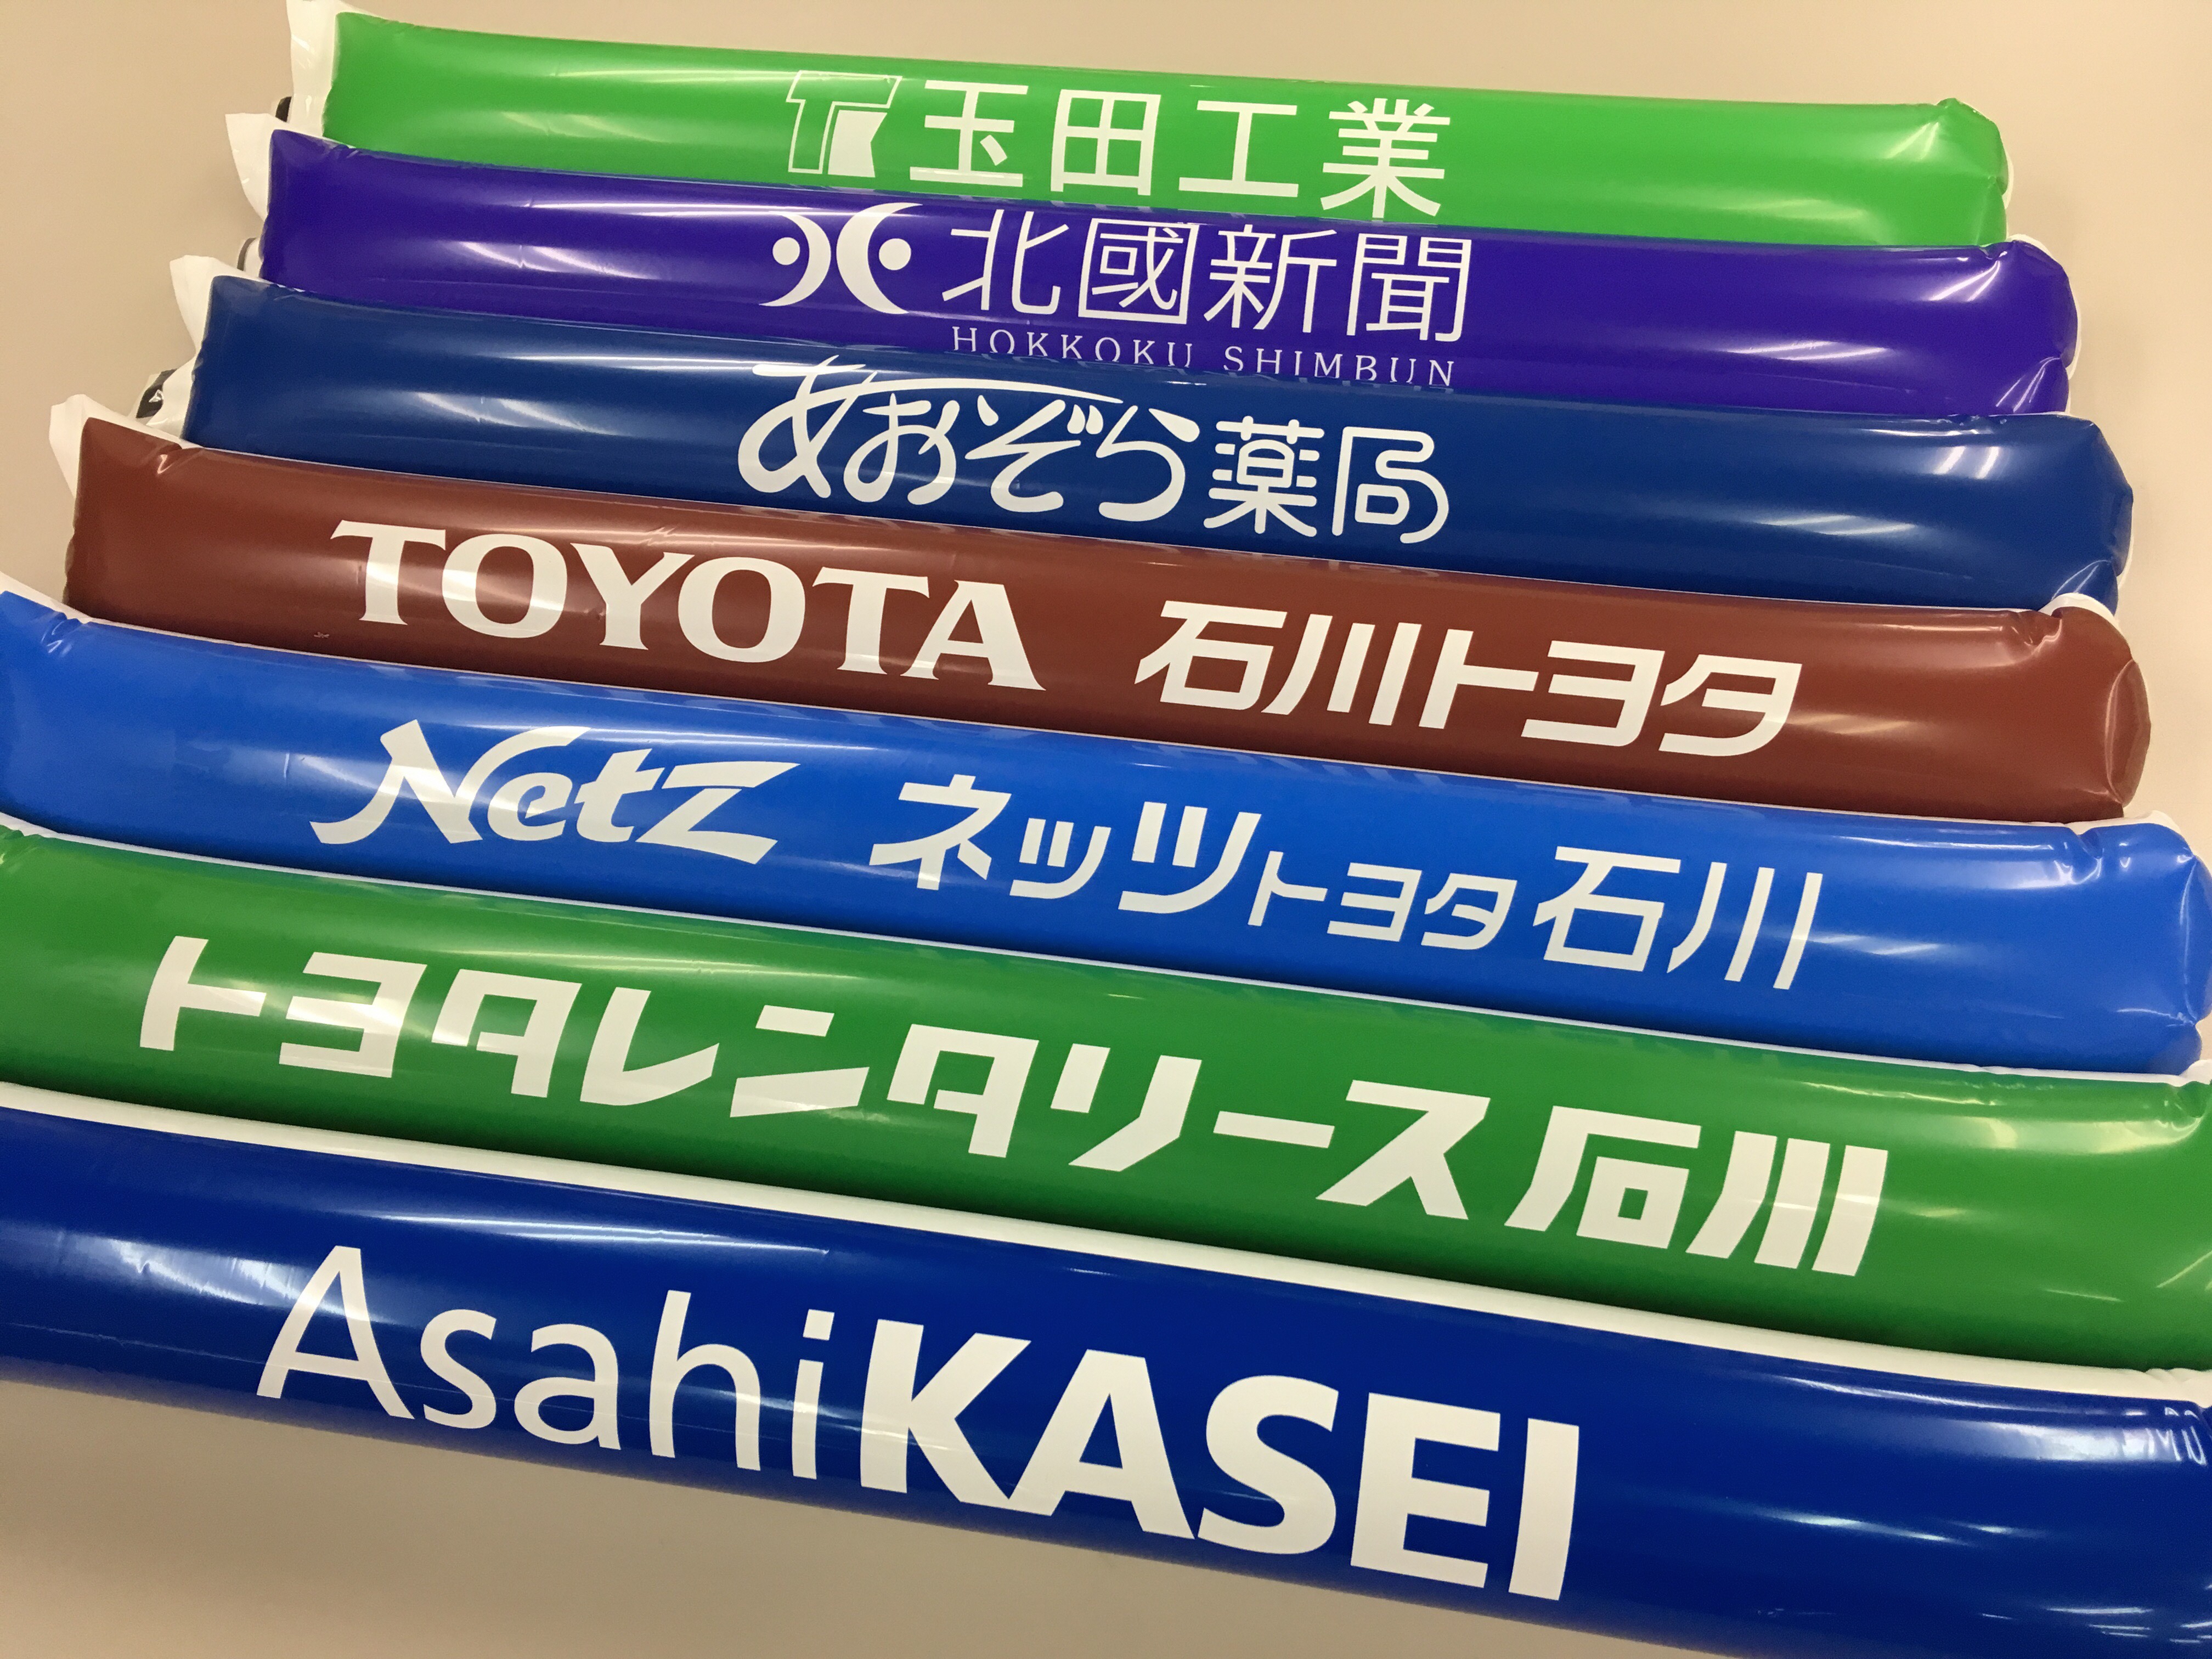 玉田工業
北國新聞
HOKKOKU SHIMBUN
あおぞら薬局
TOYOTA 石川トヨタ
Netz ネッツトヨタ石川
トヨタレンタリース石川
AsahiKASEI